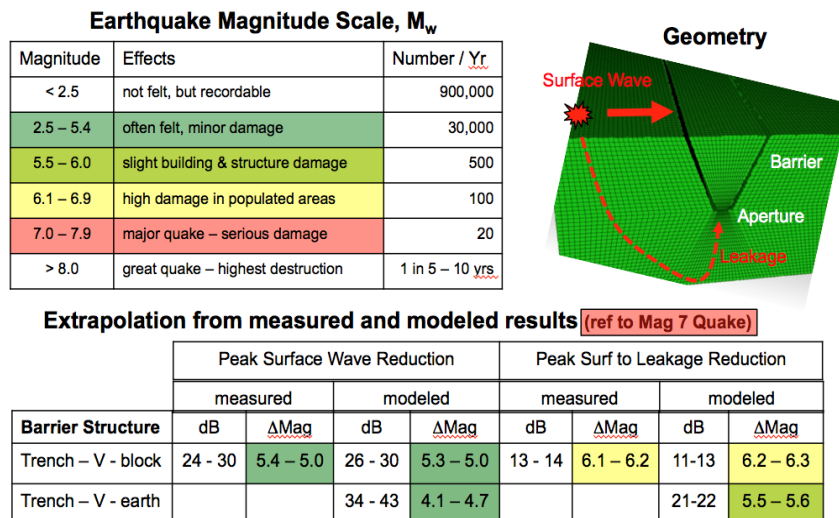 Earthquake Magnitude Scale, Mw
Magnitude Effects Number / Yr
< 2.5 not felt, but recordable 900,000
2.5 – 5.4 often felt, minor damage 30,000
5.5 – 6.0 slight building & structure damage 500
6.1 – 6.9 high damage in populated areas 100
7.0 – 7.9 major quake – serious damage 20
> 8.0 great quake – highest destruction 1 in 5 – 10 yrs
Geometry
Surface Wave
Barrier
Aperture
Leakage
Extrapolation from measured and modeled results (ref to Mag 7 Quake)
Peak Surface Wave Reduction Peak Surf to Leakage Reduction
measured modeled measured modeled
Barrier Structure dB ΔMag dB ΔMag dB ΔMag dB ΔMag
Trench – V - block 24 - 30 5.4 – 5.0 26 - 30 5.3 – 5.0 13 - 14 6.1 – 6.2 11-13 6.2 – 6.3
Trench – V - earth 34 - 43 4.1 – 4.7 21-22 5.5 – 5.6